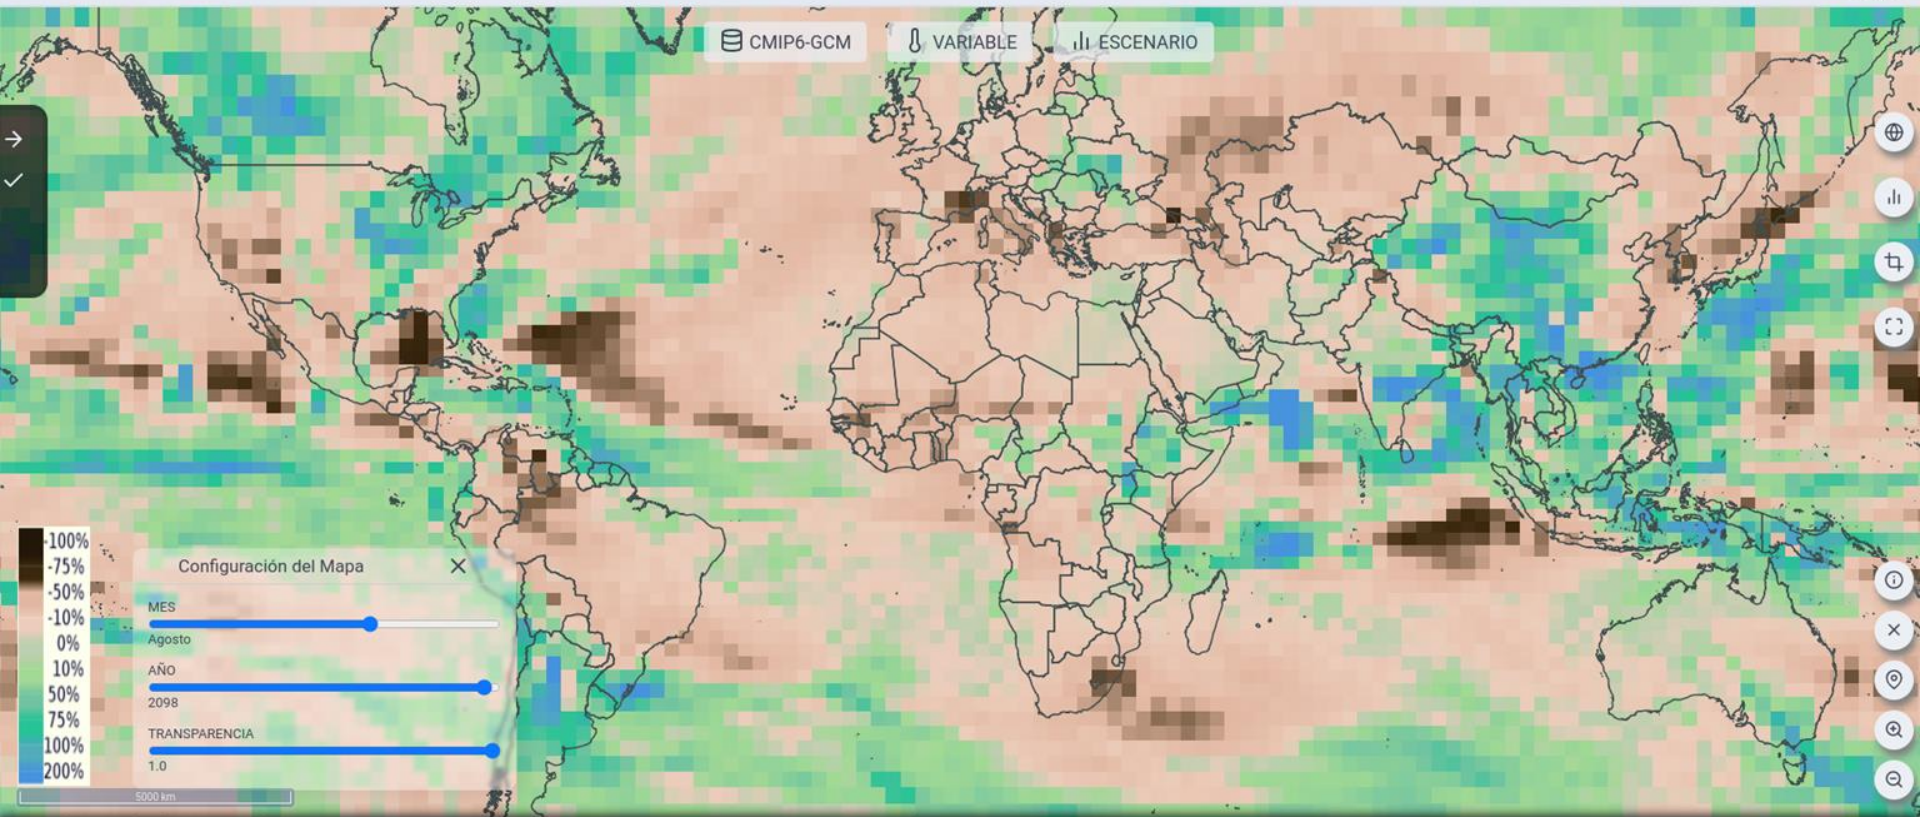 CMIP6-GCM
VARIABLE
ESCENARIO
-100%
-75%
-50%
-10%
0%
10%
50%
75%
100%
200%
Configuración del Mapa
MES
Agosto
AÑO
2098
TRANSPARENCIA
1.0
5000 km